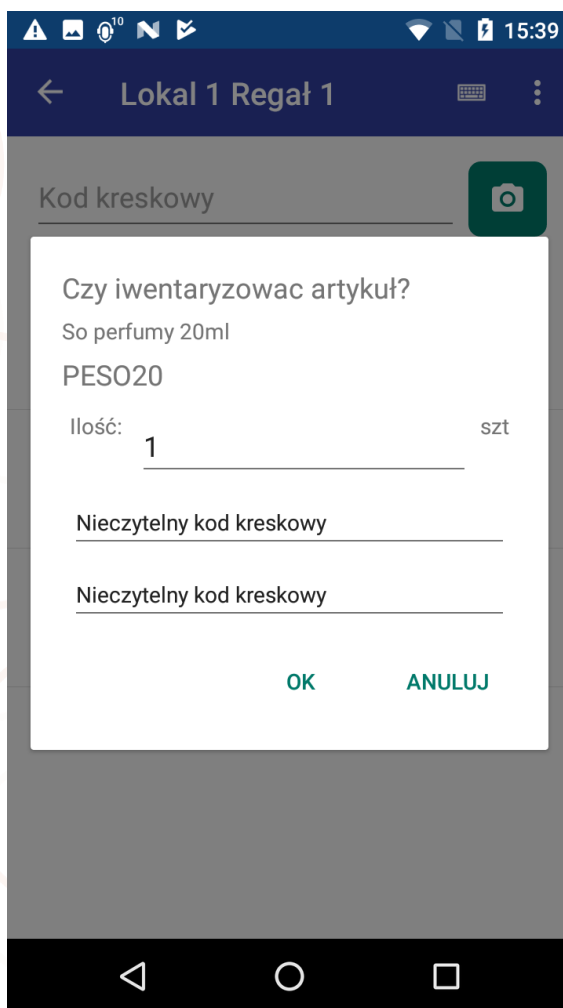 10
15:39
Lokal 1 Regał 1
Kod kreskowy
Czy iwentaryzowac artykuł?
So perfumy 20ml
PESO20
Ilość:
1
szt
Nieczytelny kod kreskowy
Nieczytelny kod kreskowy
OK ANULUJ